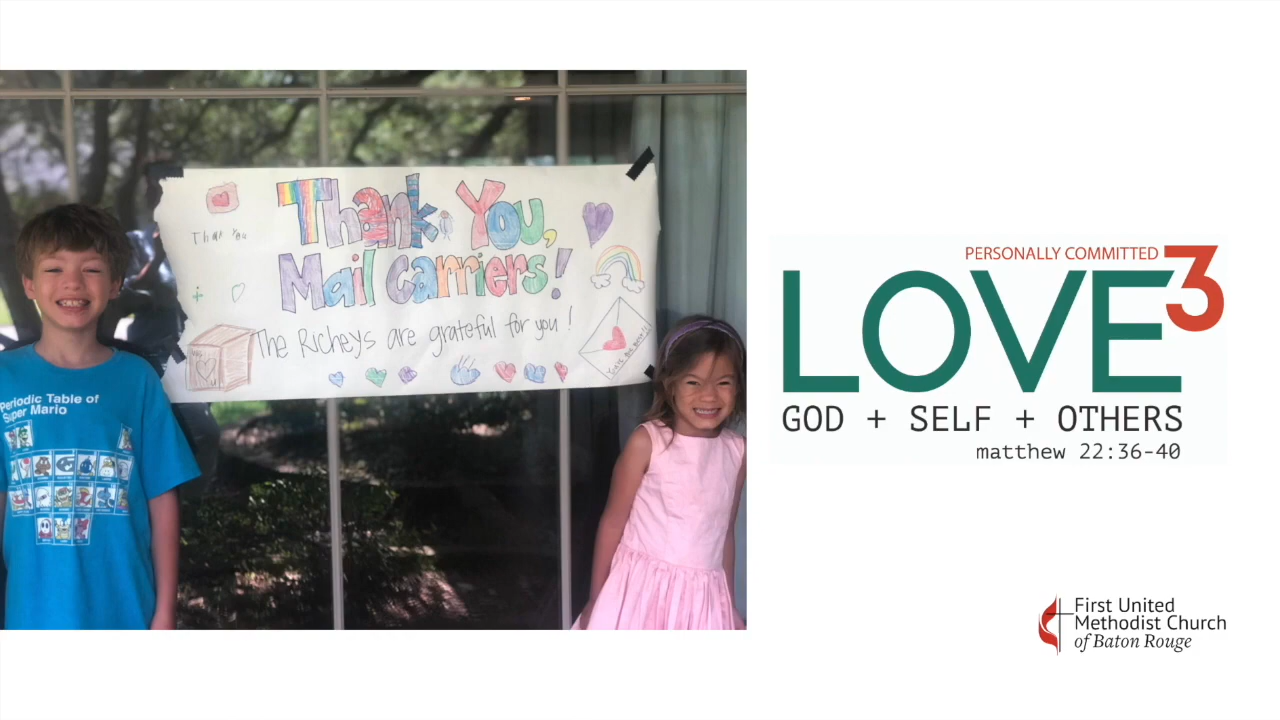 Thank You,
Mail Carriers!
The Richeys are grateful for you!
Thank You
Periodic Table of
Super Mario
PERSONALLY COMMITTED
LOVE3
GOD + SELF + OTHERS
matthew 22:36-40
First United
Methodist Church
of Baton Rouge